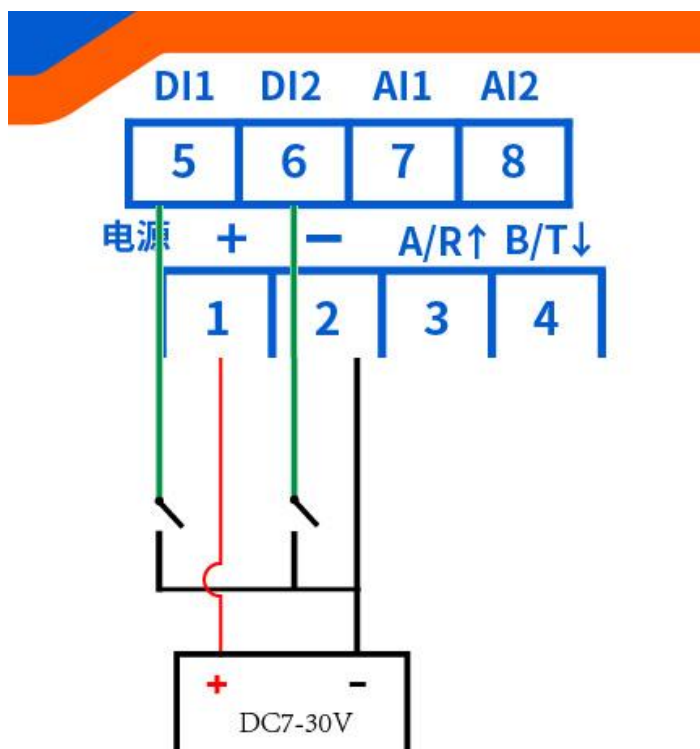 DI1 DI2 AI1 AI2
5 6 7 8
电源 + − A/R↑ B/T↓
1 2 3 4
+ -
DC7-30V